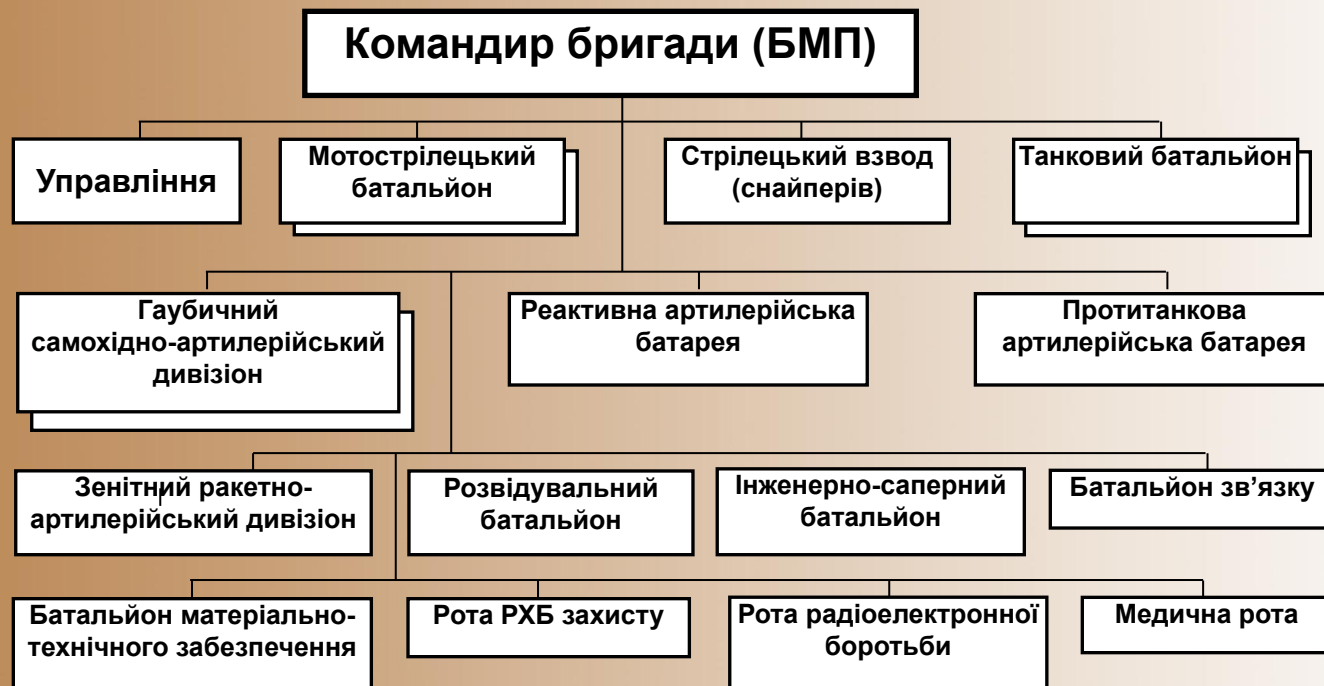 Командир бригади (БМП)
Управління
Мотострілецький
батальйон
Стрілецький взвод
(снайперів)
Танковий батальйон
Гаубичний
самохідно-артилерійський
дивізіон
Реактивна артилерійська
батарея
Протитанкова
артилерійська батарея
Зенітний ракетно-
артилерійський дивізіон
Розвідувальний
батальйон
Інженерно-саперний
батальйон
Батальйон зв’язку
Батальйон матеріально-
технічного забезпечення
Рота РХБ захисту
Рота радіоелектронної
боротьби
Медична рота